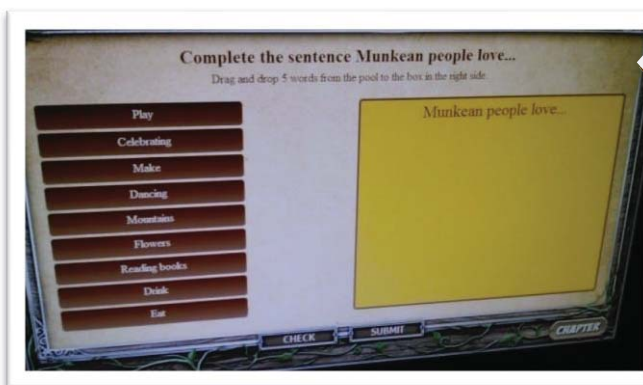 Complete the sentence Munkean people love...
Drag and drop 5 words from the pool to the box in the right side.
Play
Celebrating
Make
Dancing
Mountains
Flowers
Reading books
Drink
Eat
Munkean people love...
CHECK
SUBMIT
CHAPTER